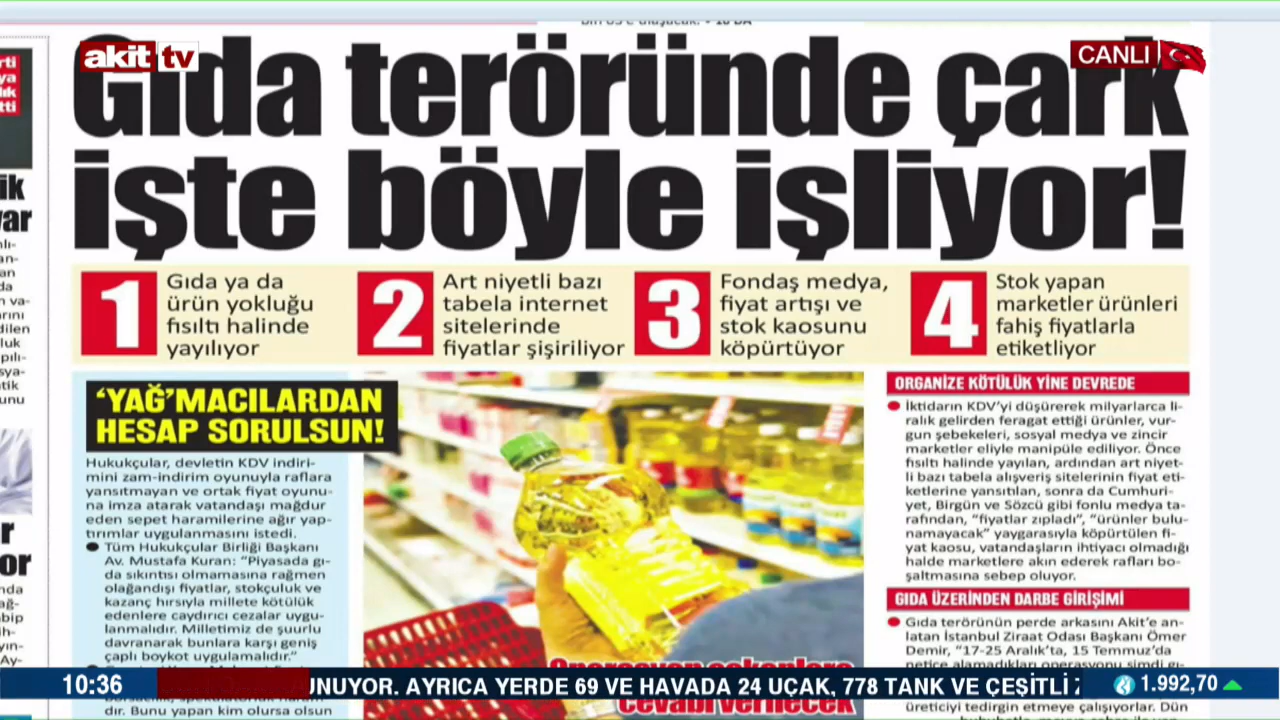 akit tv
CANLI
Gıda teröründe çark
işte böyle işliyor!
1
Gıda ya da
ürün yokluğu
fısıltı halinde
yayılıyor
2
Art niyetli bazı
tabela internet
sitelerinde
fiyatlar şişiriliyor
3
Fondaş medya,
fiyat artışı ve
stok kaosunu
köpürtüyor
4
Stok yapan
marketler ürünleri
fahiş fiyatlarla
etiketliyor
‘YAĞ’MACILARDAN
HESAP SORULSUN!
Hukukçular, devletin KDV indiri-
mini zam-indirim oyunuyla raflara
yansıtmayan ve ortak fiyat oyunu-
na imza atarak vatandaşı mağdur
eden sepet haramilerine ağır yap-
tırımlar uygulanmasını istedi.
● Tüm Hukukçular Birliği Başkanı
Av. Mustafa Kuran: “Piyasada gı-
da sıkıntısı olmamasına rağmen
olağandışı fiyatlar, stokçuluk ve
kazanç hırsıyla millete kötülük
edenlere caydırıcı cezalar uygu-
lanmalıdır. Milletimiz de şuurlu
davranarak bunlara karşı geniş
çaplı boykot uygulamalıdır.”
dır. Bunu yapan kim olursa olsun
cevabı verilecek
ORGANİZE KÖTÜLÜK YİNE DEVREDE
● İktidarın KDV’yi düşürerek milyarlarca li-
ralık gelirden feragat ettiği ürünler, vur-
gun şebekeleri, sosyal medya ve zincir
marketler eliyle manipüle ediliyor. Önce
fısıltı halinde yayılan, ardından art niyet-
li bazı tabela alışveriş sitelerinin fiyat eti-
ketlerine yansıtılan, sonra da Cumhuri-
yet, Birgün ve Sözcü gibi fonlu medya ta-
rafından, “fiyatlar zıpladı”, “ürünler bulu-
namayacak” yaygarasıyla köpürtülen fi-
yat kaosu, vatandaşların ihtiyacı olmadığı
halde marketlere akın ederek rafları bo-
şaltmasına sebep oluyor.
GIDA ÜZERİNDEN DARBE GİRİŞİMİ
● Gıda terörünün perde arkasını Akit’e an-
latan İstanbul Ziraat Odası Başkanı Ömer
Demir, “17-25 Aralık’ta, 15 Temmuz’da
netice alamadıkları operasyonu şimdi gı-
üreticiyi tedirgin etmeye çalışıyorlar. Dün
10:36
UNUYOR. AYRICA YERDE 69 VE HAVADA 24 UÇAK, 778 TANK VE ÇEŞİTLİ
1.992,70